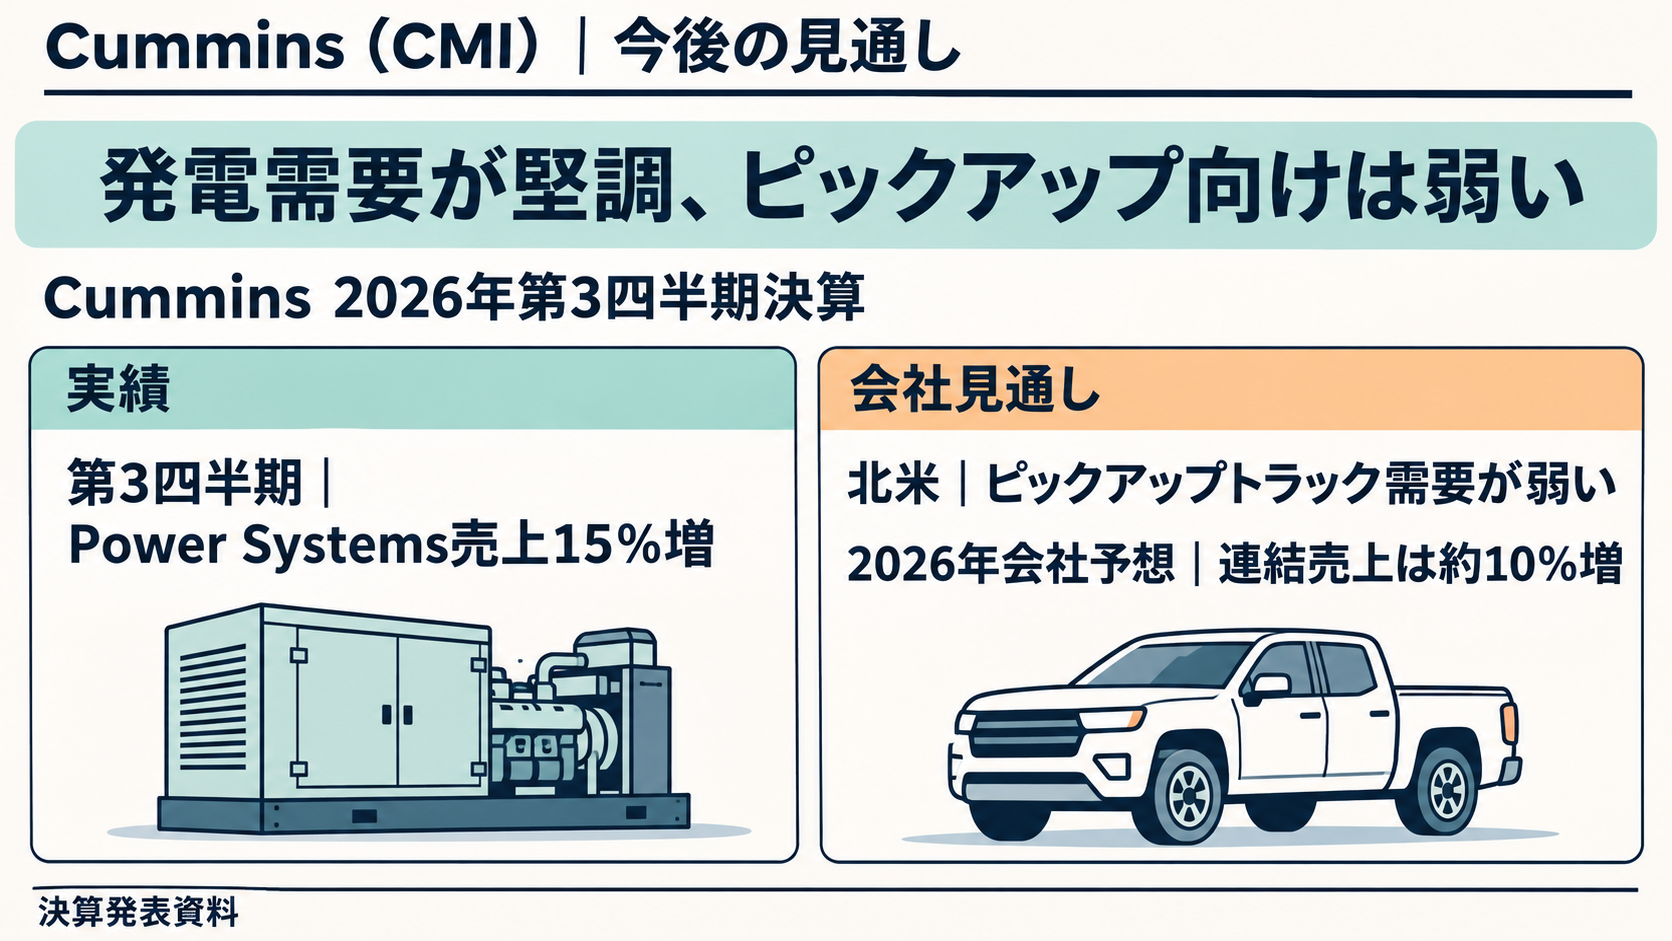 Cummins（CMI）｜今後の見通し
発電需要が堅調、ピックアップ向けは弱い
Cummins 2026年第3四半期決算
実績
第3四半期｜
Power Systems売上15%増
会社見通し
北米｜ピックアップトラック需要が弱い
2026年会社予想｜連結売上は約10%増
決算発表資料